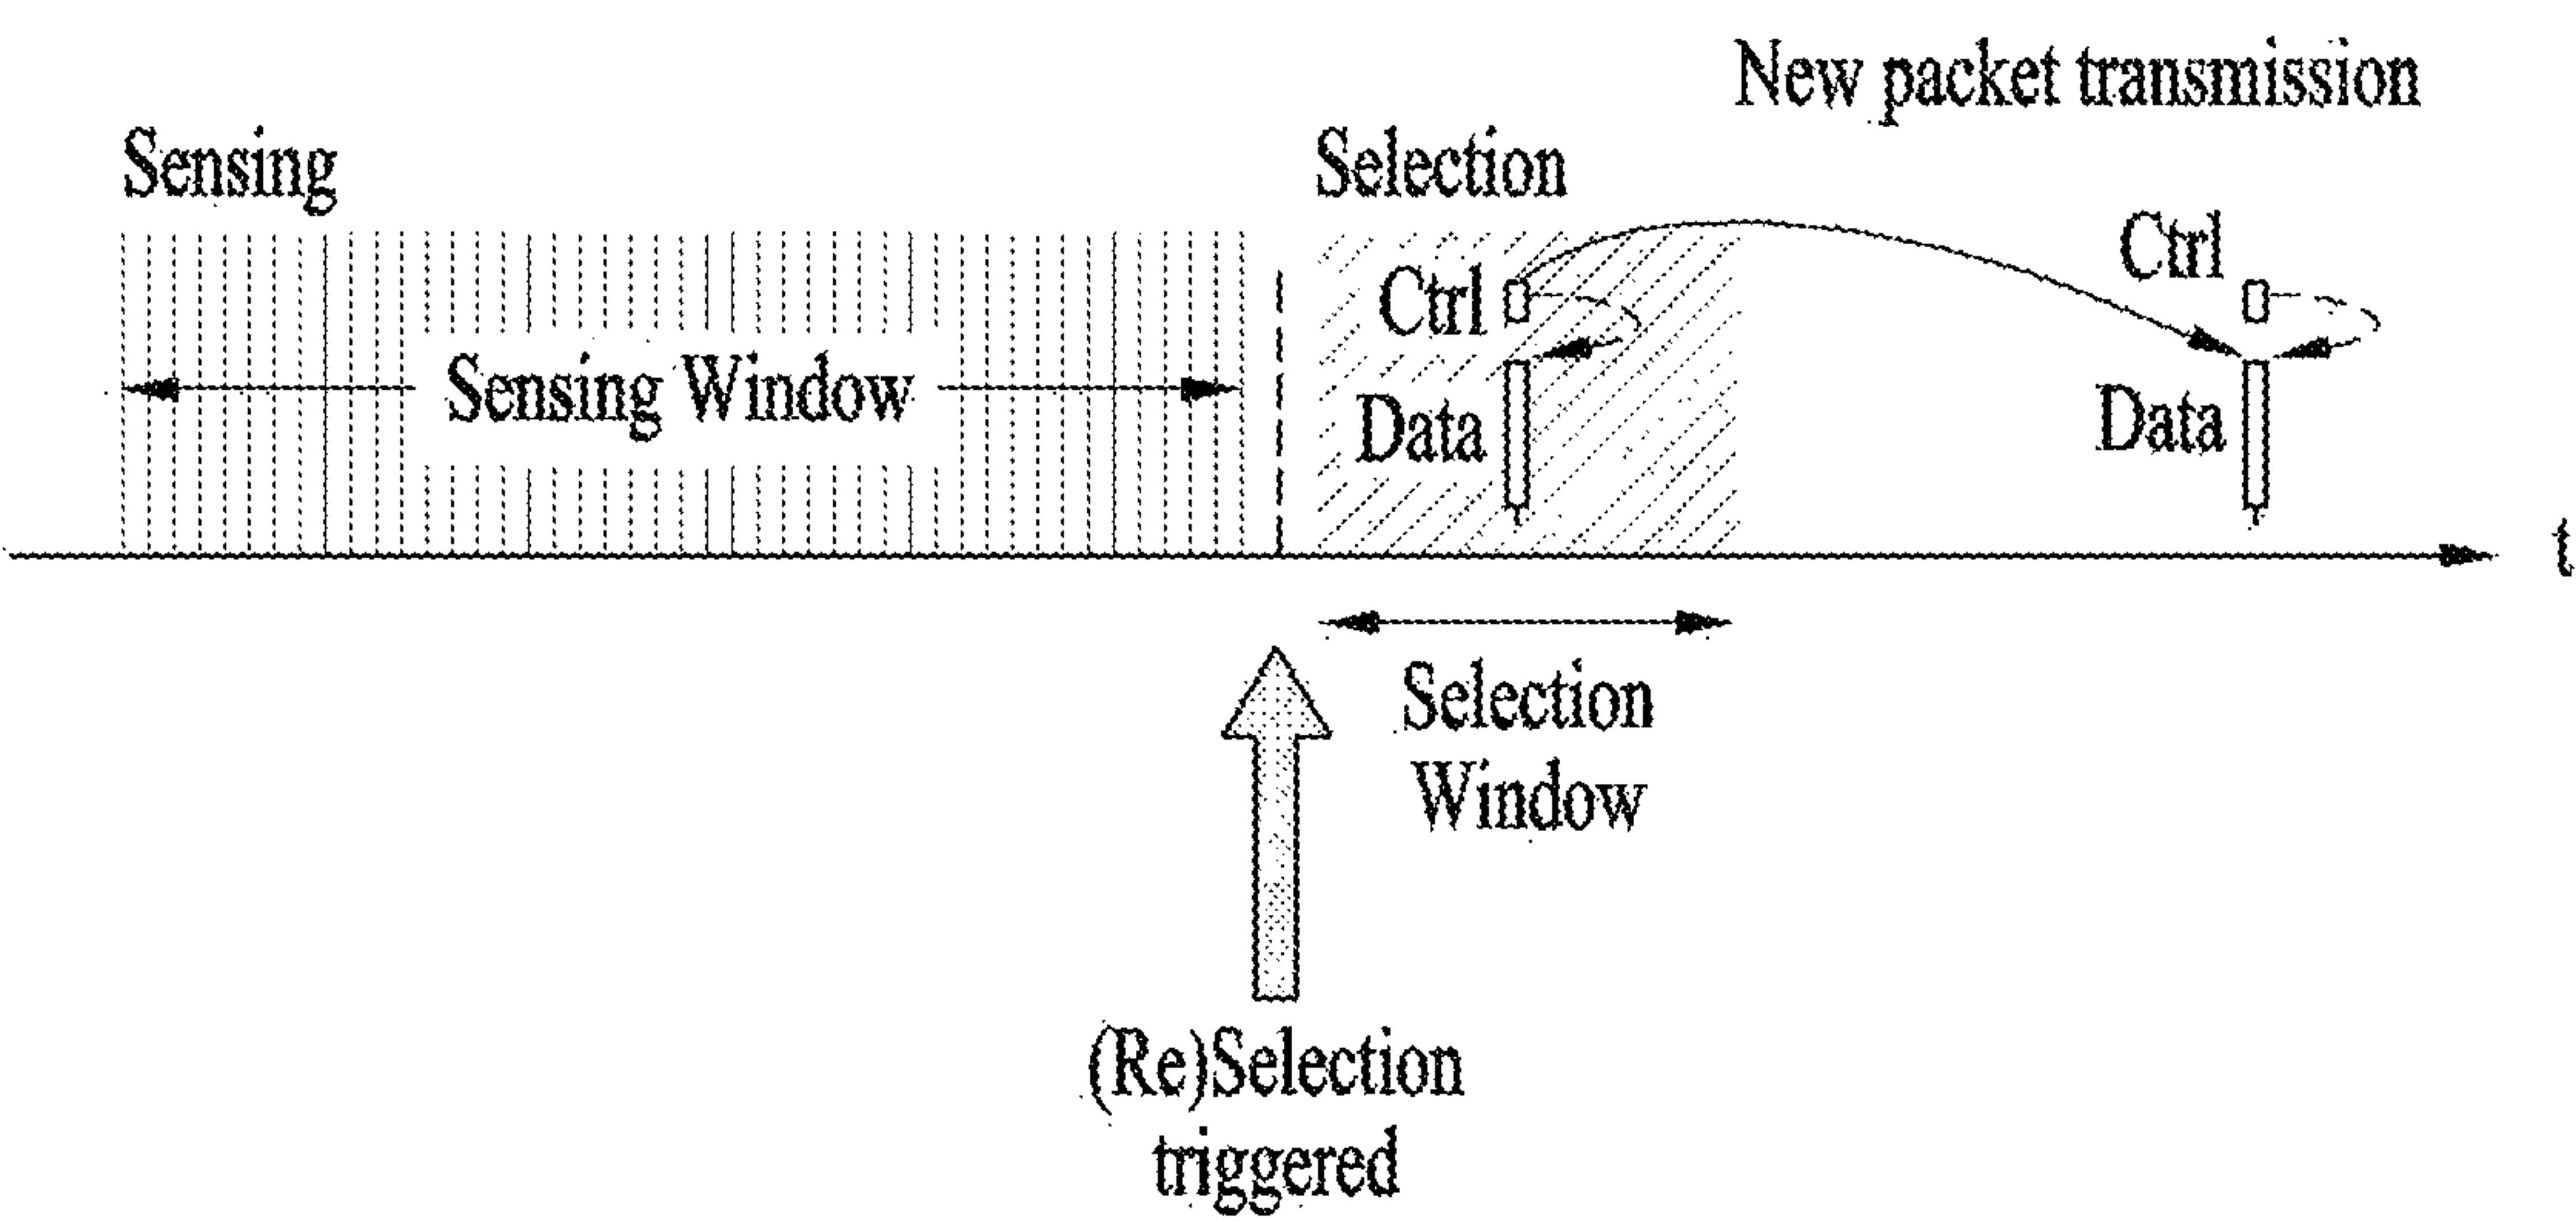 New packet transmission
Sensing
Selection
Ctrl
Ctrl
Sensing Window
Data
Data
t
Selection
Window
(Re)Selection
triggered